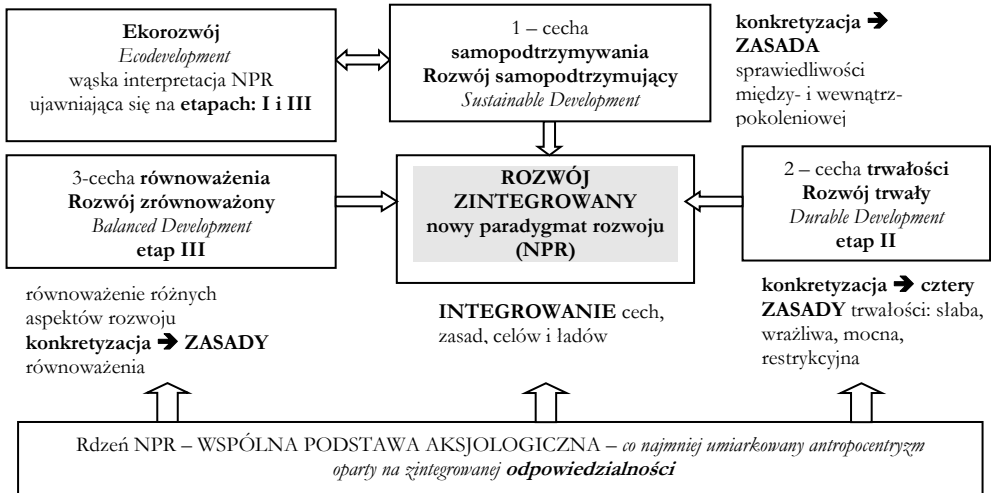 Ekorozwój
Ecodevelopment
wąska interpretacja NPR
ujawniająca się na etapach: I i III
1 – cecha
samopodtrzymywania
Rozwój samopodtrzymujący
Sustainable Development
konkretyzacja ➔
ZASADA
sprawiedliwości
między- i wewnątrz-
pokoleniowej
3-cecha równoważenia
Rozwój zrównoważony
Balanced Development
etap III
ROZWÓJ
ZINTEGROWANY
nowy paradygmat rozwoju
(NPR)
2 – cecha trwałości
Rozwój trwały
Durable Development
etap II
równoważenie różnych
aspektów rozwoju
konkretyzacja ➔ ZASADY
równoważenia
INTEGROWANIE cech,
zasad, celów i ładów
konkretyzacja ➔ cztery
ZASADY trwałości: słaba,
wrażliwa, mocna,
restrykcyjna
Rdzeń NPR – WSPÓLNA PODSTAWA AKSJOLOGICZNA – co najmniej umiarkowany antropocentryzm
oparty na zintegrowanej odpowiedzialności